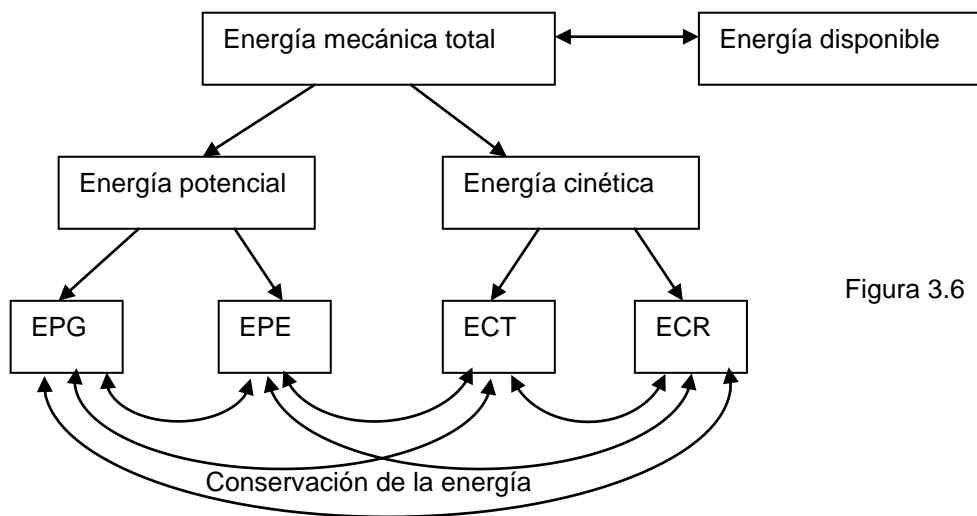 Energía mecánica total
Energía disponible
Energía potencial
Energía cinética
EPG
EPE
ECT
ECR
Figura 3.6
Conservación de la energía